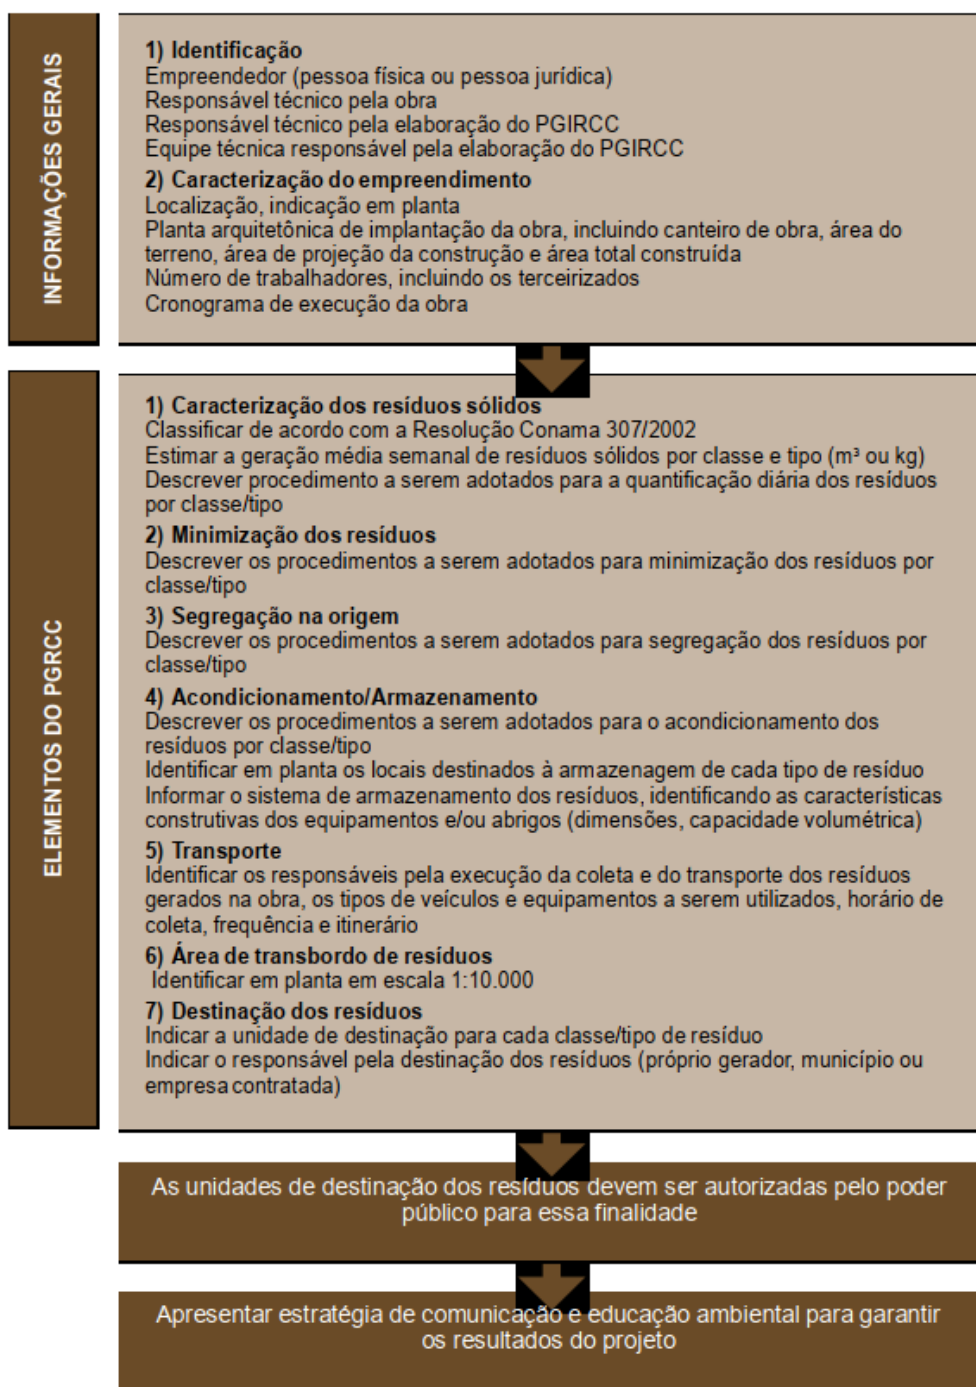 INFORMAÇÕES GERAIS
1) Identificação
Empreendedor (pessoa física ou pessoa jurídica)
Responsável técnico pela obra
Responsável técnico pela elaboração do PGIRCC
Equipe técnica responsável pela elaboração do PGIRCC
2) Caracterização do empreendimento
Localização, indicação em planta
Planta arquitetônica de implantação da obra, incluindo canteiro de obra, área do
terreno, área de projeção da construção e área total construída
Número de trabalhadores, incluindo os terceirizados
Cronograma de execução da obra
ELEMENTOS DO PGRCC
1) Caracterização dos resíduos sólidos
Classificar de acordo com a Resolução Conama 307/2002
Estimar a geração média semanal de resíduos sólidos por classe e tipo (m³ ou kg)
Descrever procedimento a serem adotados para a quantificação diária dos resíduos
por classe/tipo
2) Minimização dos resíduos
Descrever os procedimentos a serem adotados para minimização dos resíduos por
classe/tipo
3) Segregação na origem
Descrever os procedimentos a serem adotados para segregação dos resíduos por
classe/tipo
4) Acondicionamento/Armazenamento
Descrever os procedimentos a serem adotados para o acondicionamento dos
resíduos por classe/tipo
Identificar em planta os locais destinados à armazenagem de cada tipo de resíduo
Informar o sistema de armazenamento dos resíduos, identificando as características
construtivas dos equipamentos e/ou abrigos (dimensões, capacidade volumétrica)
5) Transporte
Identificar os responsáveis pela execução da coleta e do transporte dos resíduos
gerados na obra, os tipos de veículos e equipamentos a serem utilizados, horário de
coleta, frequência e itinerário
6) Área de transbordo de resíduos
Identificar em planta em escala 1:10.000
7) Destinação dos resíduos
Indicar a unidade de destinação para cada classe/tipo de resíduo
Indicar o responsável pela destinação dos resíduos (próprio gerador, município ou
empresa contratada)
As unidades de destinação dos resíduos devem ser autorizadas pelo poder
público para essa finalidade
Apresentar estratégia de comunicação e educação ambiental para garantir
os resultados do projeto